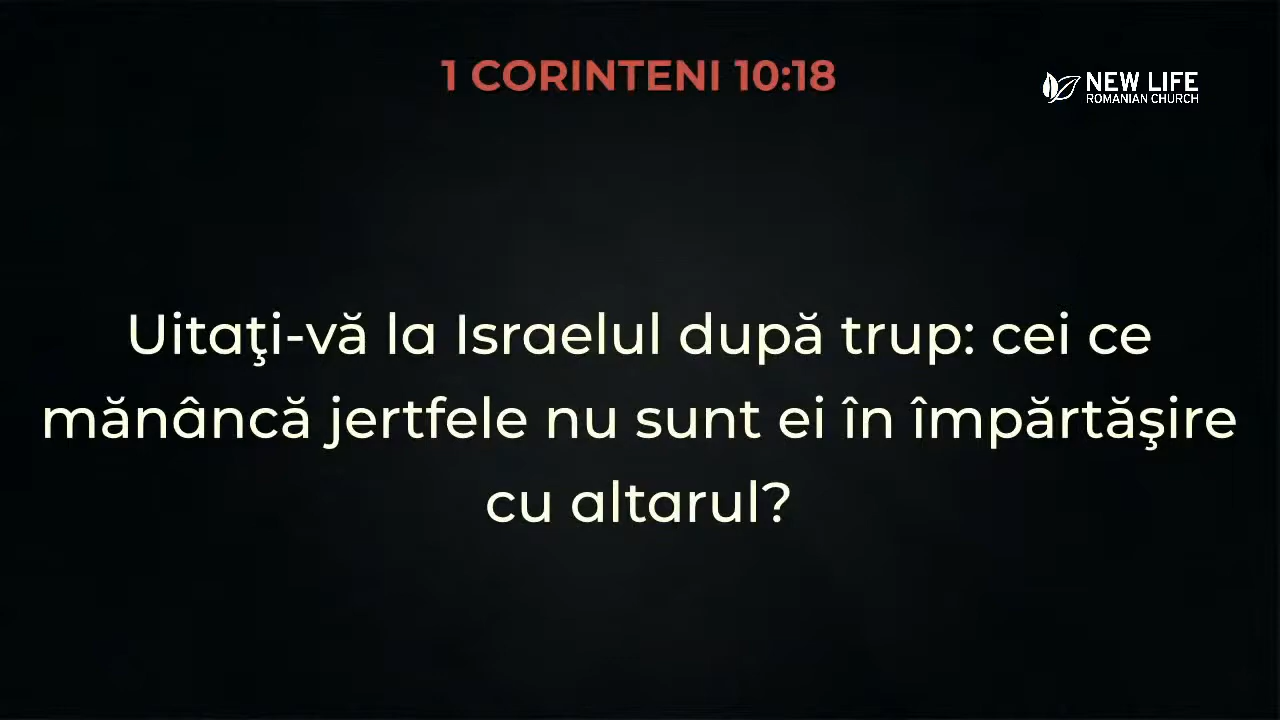 1 CORINTENI 10:18
NEW LIFE
ROMANIAN CHURCH
Uitaţi-vă la Israelul după trup: cei ce
mănâncă jertfele nu sunt ei în împărtăşire
cu altarul?